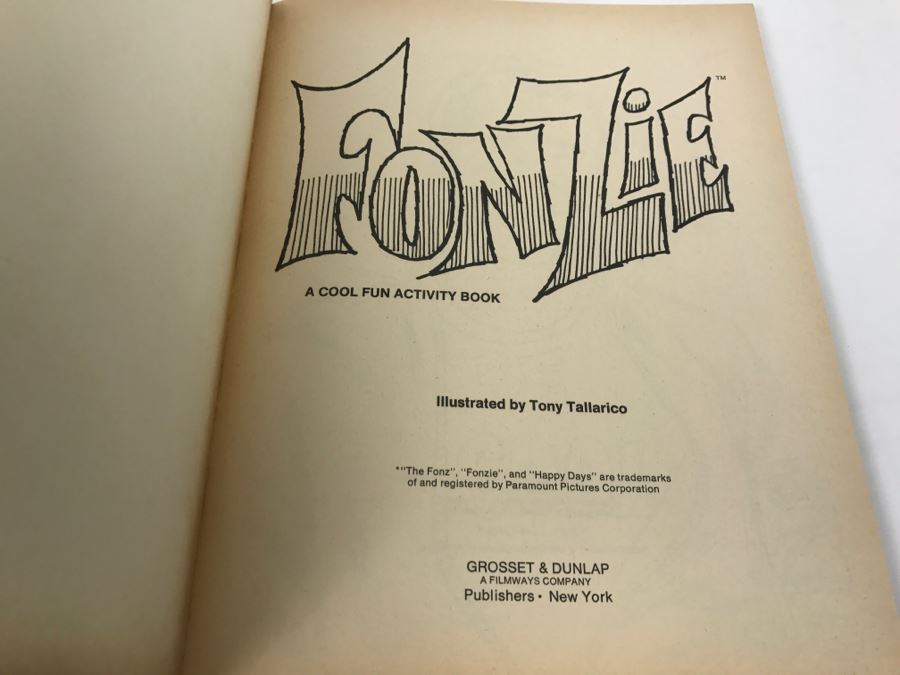 FONZiE™
A COOL FUN ACTIVITY BOOK
Illustrated by Tony Tallarico
*"The Fonz", "Fonzie", and "Happy Days" are trademarks
of and registered by Paramount Pictures Corporation
GROSSET & DUNLAP
A FILMWAYS COMPANY
Publishers • New York